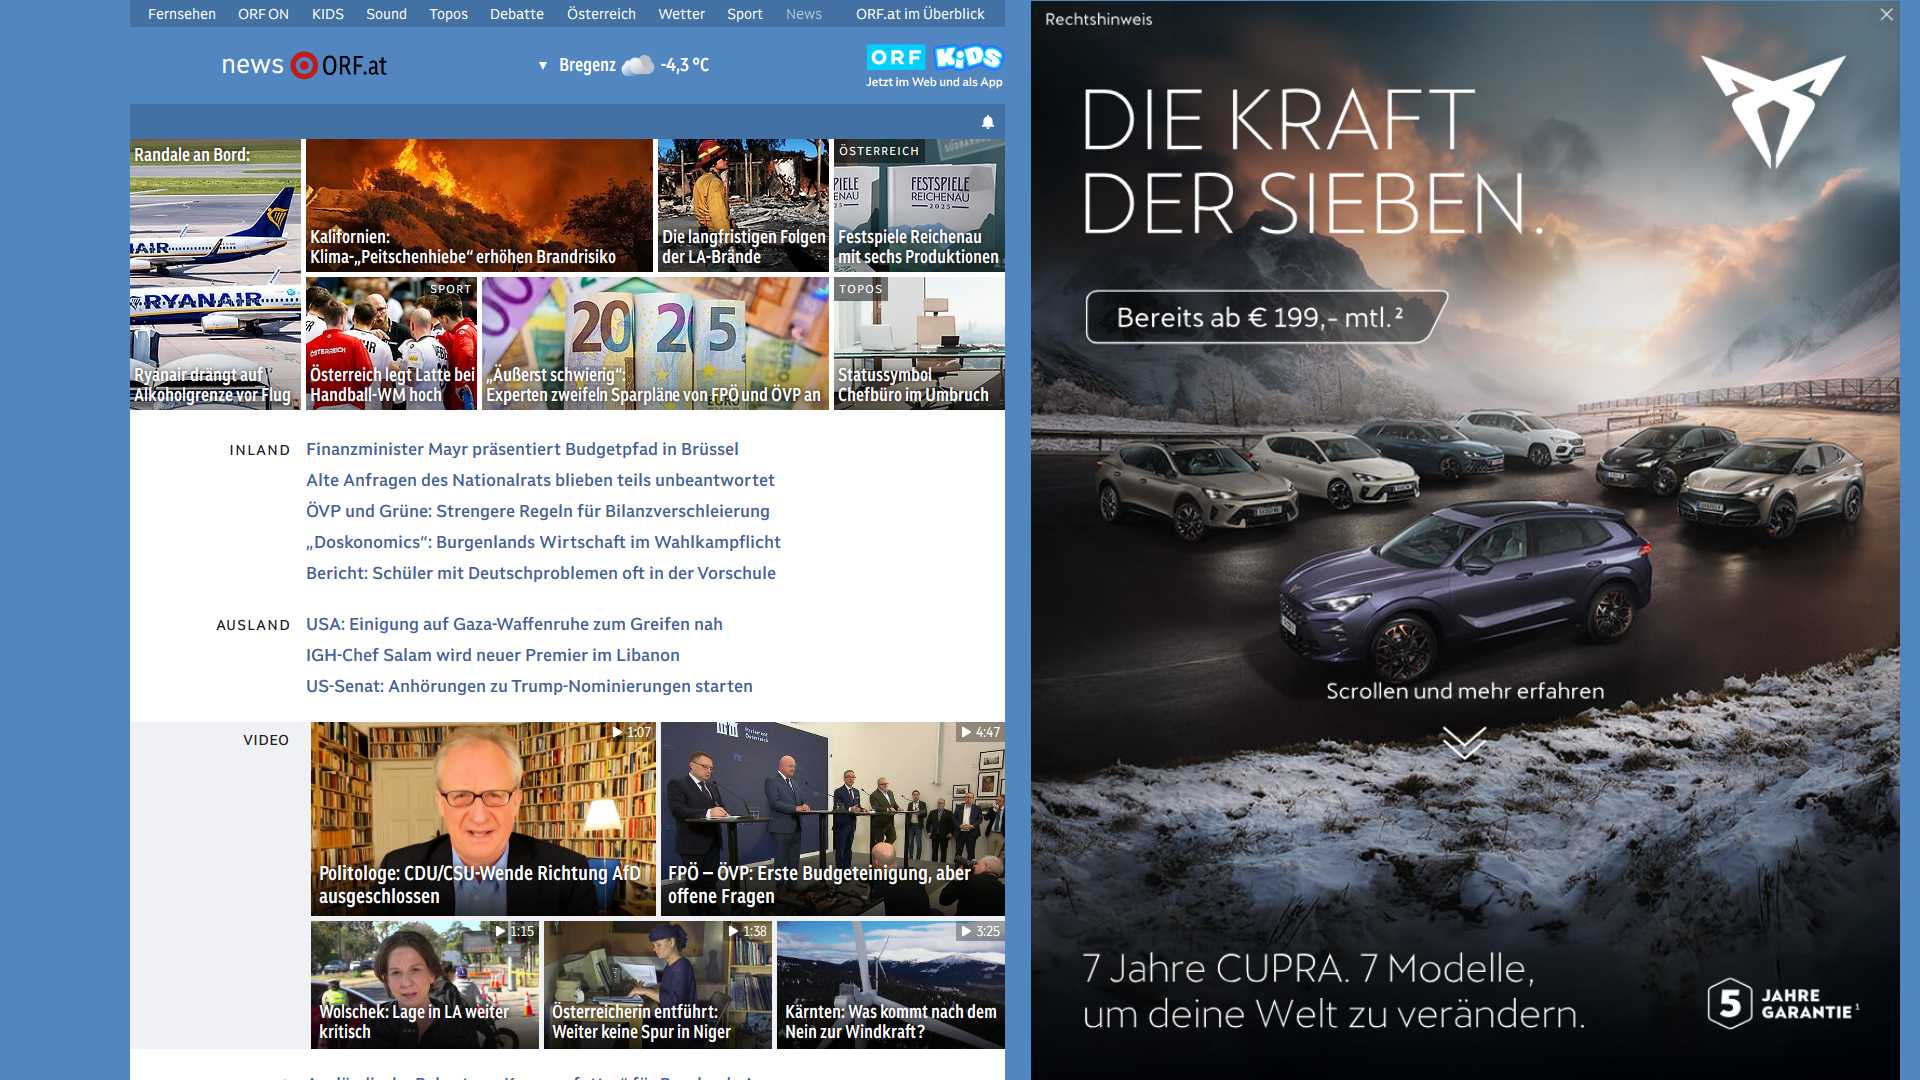 Fernsehen ORF ON KIDS Sound Topos Debatte Österreich Wetter Sport News ORF.at im Überblick
news ORF.at
Bregenz -4,3 °C
ORF KiDS
Jetzt im Web und als App
Randale an Bord:
RYANAIR
Ryanair drängt auf
Alkoholgrenze vor Flug
Kalifornien:
Klima-„Peitschenhiebe“ erhöhen Brandrisiko
Die langfristigen Folgen
der LA-Brände
ÖSTERREICH
FESTSPIELE
REICHENAU
2025
Festspiele Reichenau
mit sechs Produktionen
SPORT
ÖSTERREICH
Österreich legt Latte bei
Handball-WM hoch
2025
„Äußerst schwierig“:
Experten zweifeln Sparpläne von FPÖ und ÖVP an
TOPOS
Statussymbol
Chefbüro im Umbruch
INLAND
Finanzminister Mayr präsentiert Budgetpfad in Brüssel
Alte Anfragen des Nationalrats blieben teils unbeantwortet
ÖVP und Grüne: Strengere Regeln für Bilanzverschleierung
„Doskonomics“: Burgenlands Wirtschaft im Wahlkampflicht
Bericht: Schüler mit Deutschproblemen oft in der Vorschule
AUSLAND
USA: Einigung auf Gaza-Waffenruhe zum Greifen nah
IGH-Chef Salam wird neuer Premier im Libanon
US-Senat: Anhörungen zu Trump-Nominierungen starten
VIDEO
1:07
Politologe: CDU/CSU-Wende Richtung AfD
ausgeschlossen
4:47
FPÖ – ÖVP: Erste Budgeteinigung, aber
offene Fragen
1:15
Wolschek: Lage in LA weiter
kritisch
1:38
Österreicherin entführt:
Weiter keine Spur in Niger
3:25
Kärnten: Was kommt nach dem
Nein zur Windkraft?
Rechtshinweis
DIE KRAFT
DER SIEBEN.
Bereits ab € 199,- mtl.²
Scrollen und mehr erfahren
7 Jahre CUPRA. 7 Modelle,
um deine Welt zu verändern.
5 JAHRE
GARANTIE¹